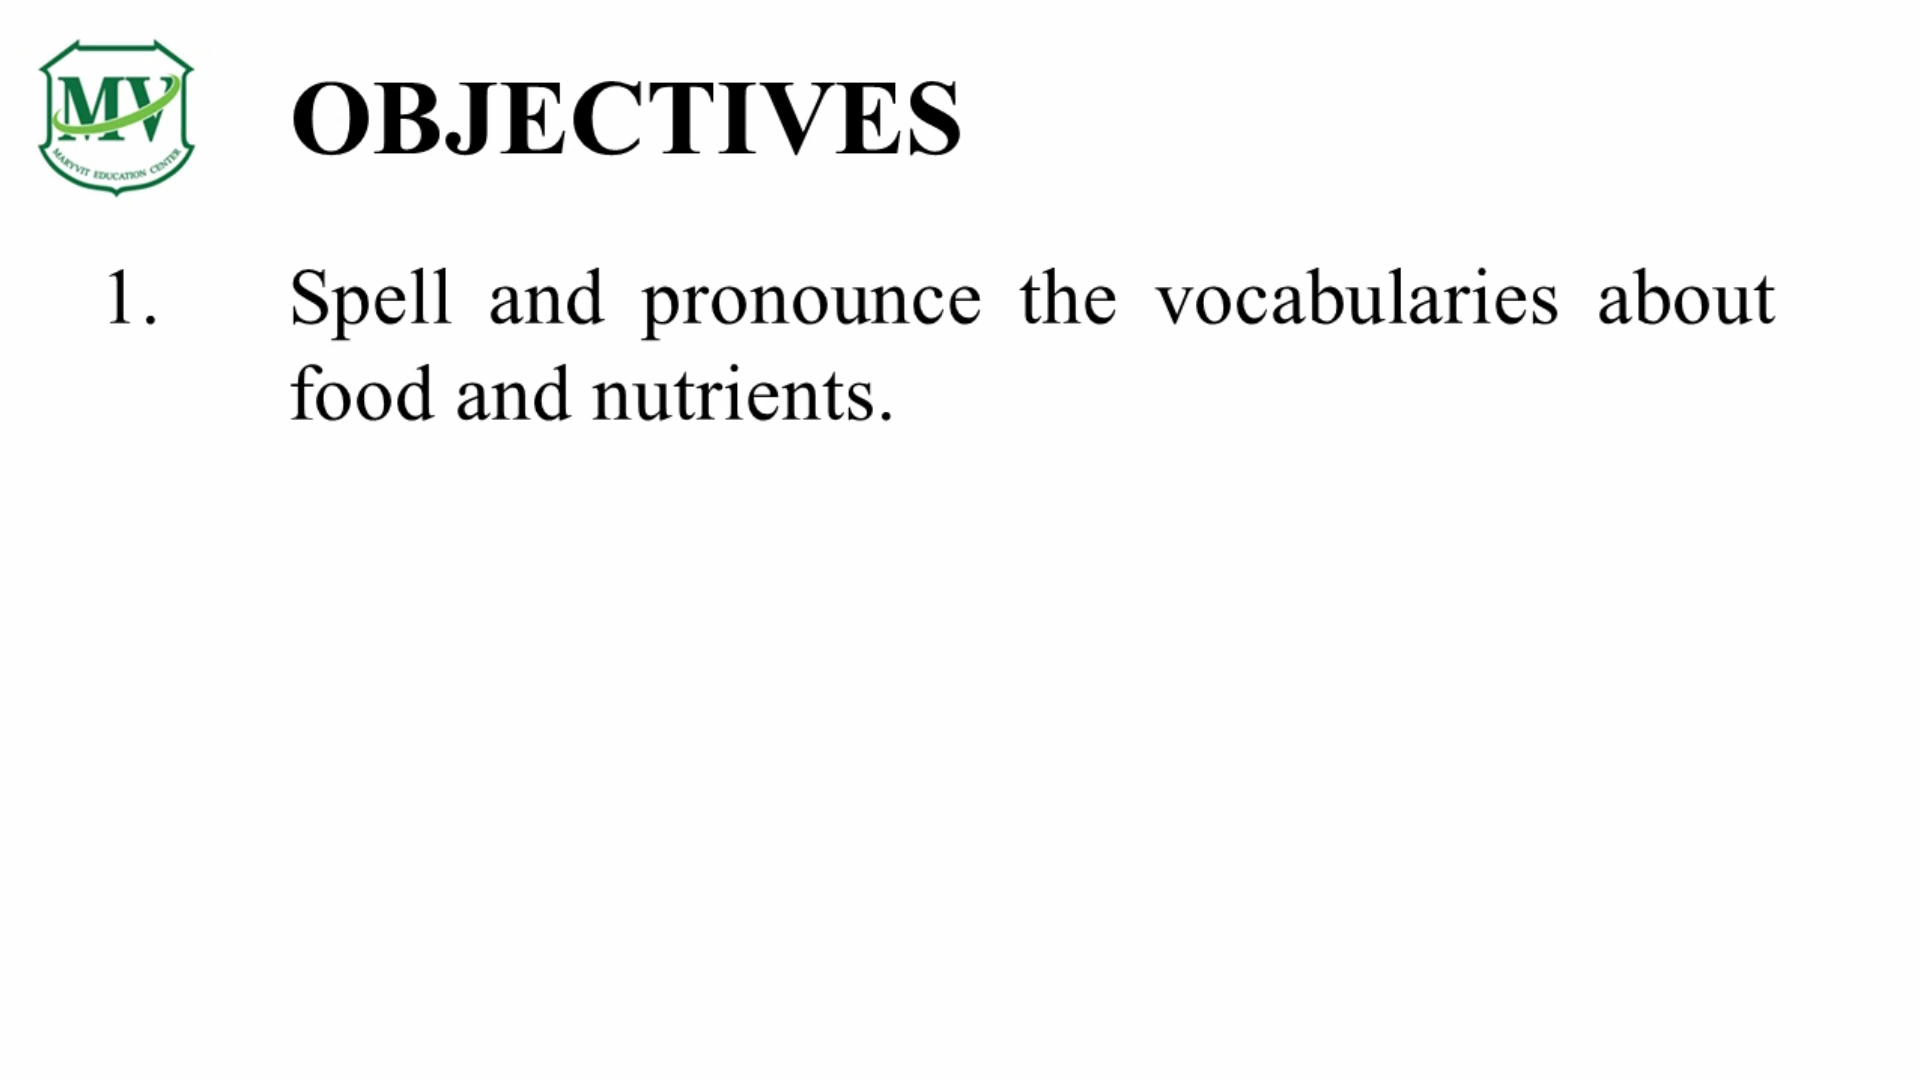 MV
MARYVIT EDUCATION CENTER
OBJECTIVES
1. Spell and pronounce the vocabularies about
food and nutrients.